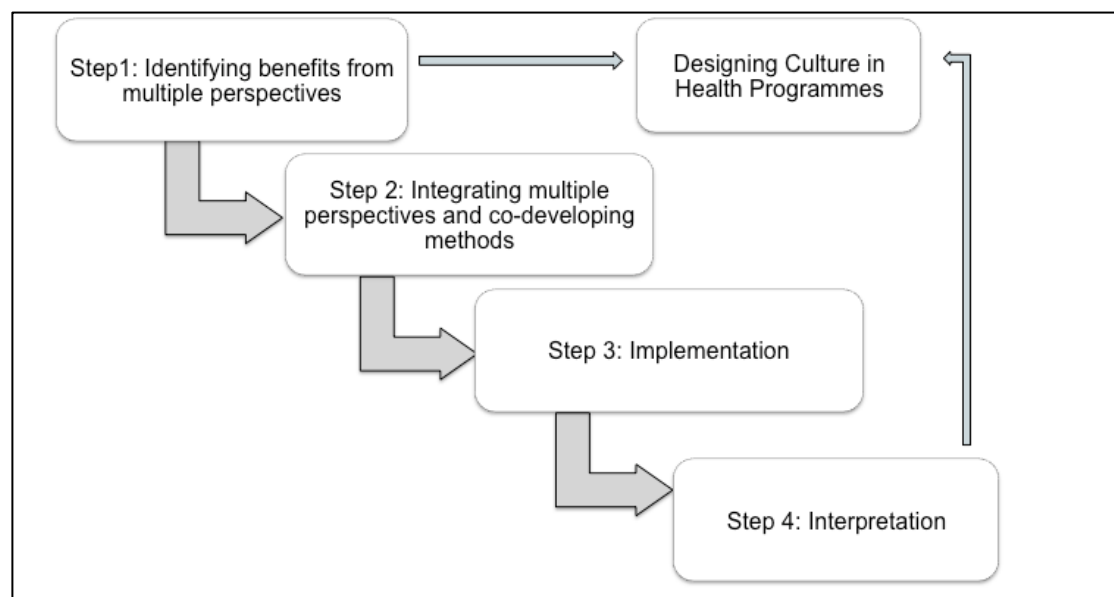 Step1: Identifying benefits from
multiple perspectives
Designing Culture in
Health Programmes
Step 2: Integrating multiple
perspectives and co-developing
methods
Step 3: Implementation
Step 4: Interpretation